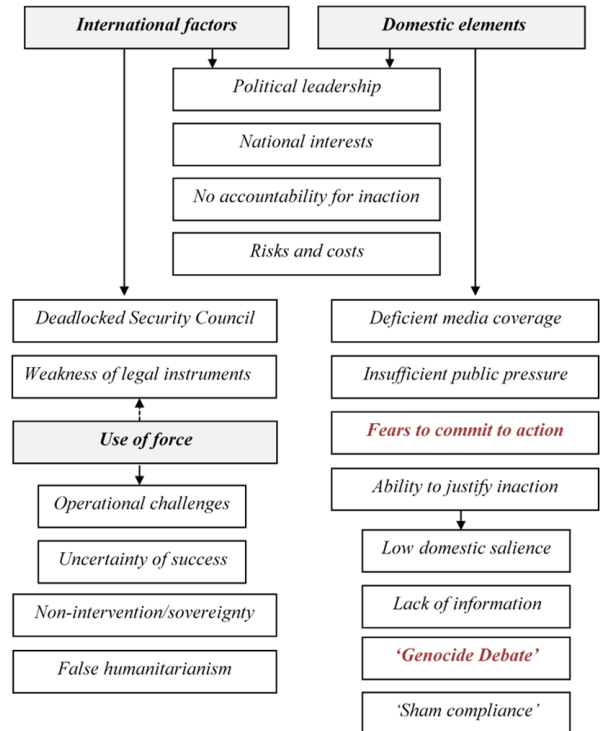 International factors
Domestic elements
Political leadership
National interests
No accountability for inaction
Risks and costs
Deadlocked Security Council
Weakness of legal instruments
Use of force
Operational challenges
Uncertainty of success
Non-intervention/sovereignty
False humanitarianism
Deficient media coverage
Insufficient public pressure
Fears to commit to action
Ability to justify inaction
Low domestic salience
Lack of information
‘Genocide Debate’
‘Sham compliance’